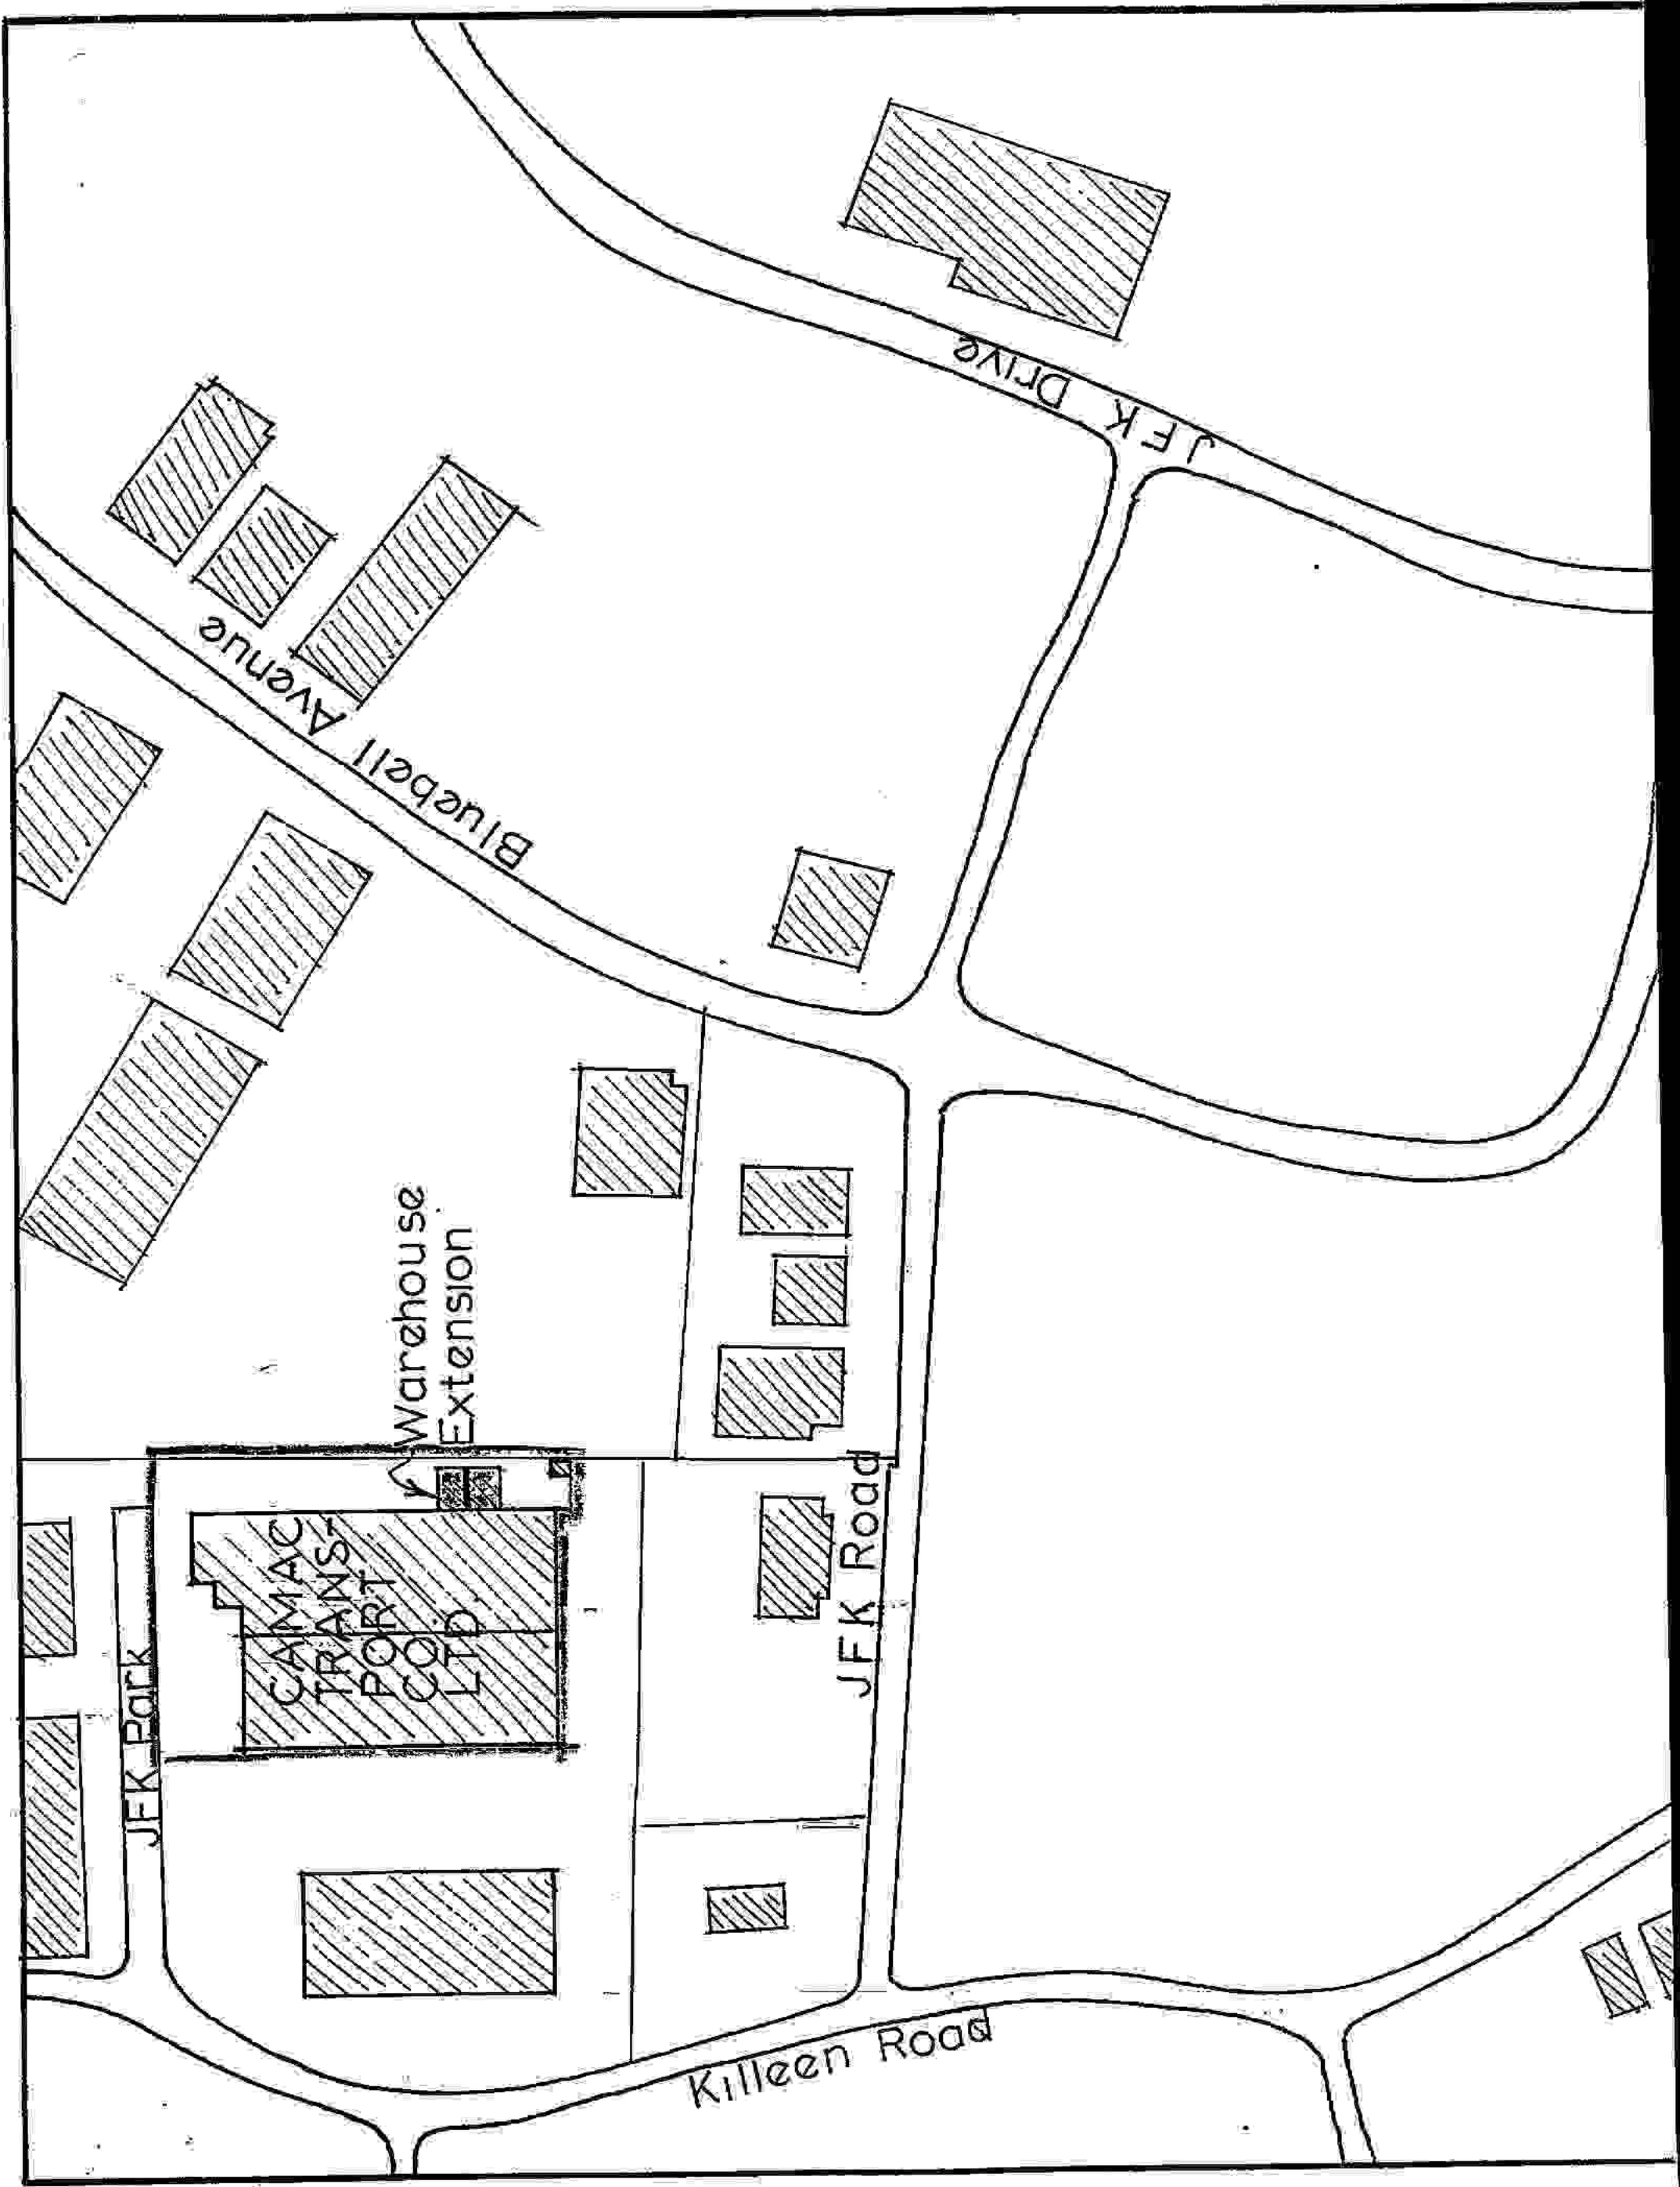 JFK Drive
Bluebell Avenue
Warehouse
Extension
CAMAC
TRANS-
PORT
CO
LTD
JFK Park
JFK Road
Killeen Road